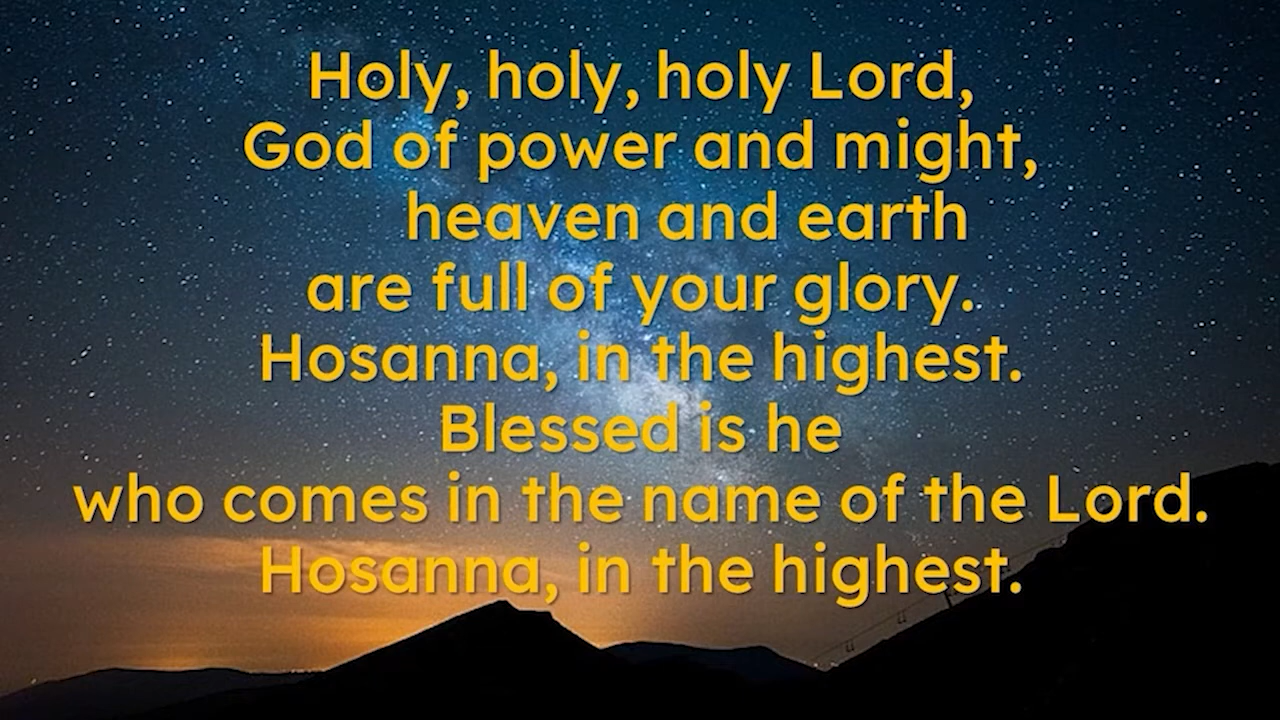 Holy, holy, holy Lord,
God of power and might,
heaven and earth
are full of your glory.
Hosanna, in the highest.
Blessed is he
who comes in the name of the Lord.
Hosanna, in the highest.